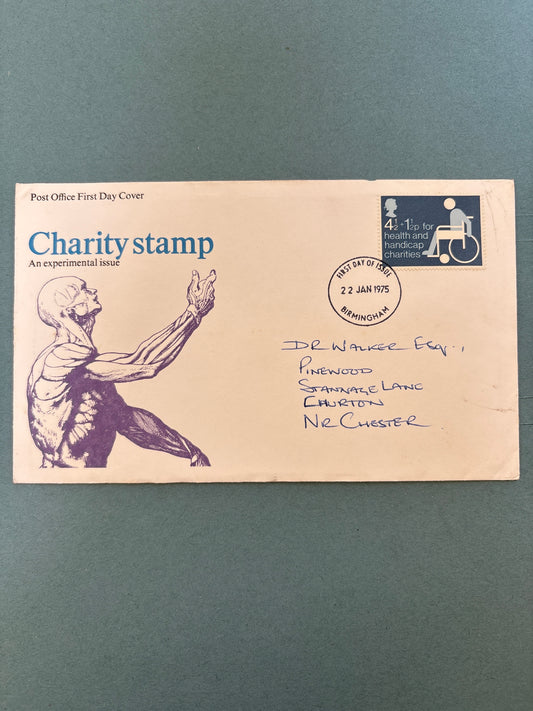 Post Office First Day Cover
Charity stamp
An experimental issue
4½+1½p for
health and
handicap
charities
FIRST DAY OF ISSUE
22 JAN 1975
BIRMINGHAM
DR WALKER ESQ.,
PINEWOOD
STANNAGE LANE
CHURTON
NR CHESTER